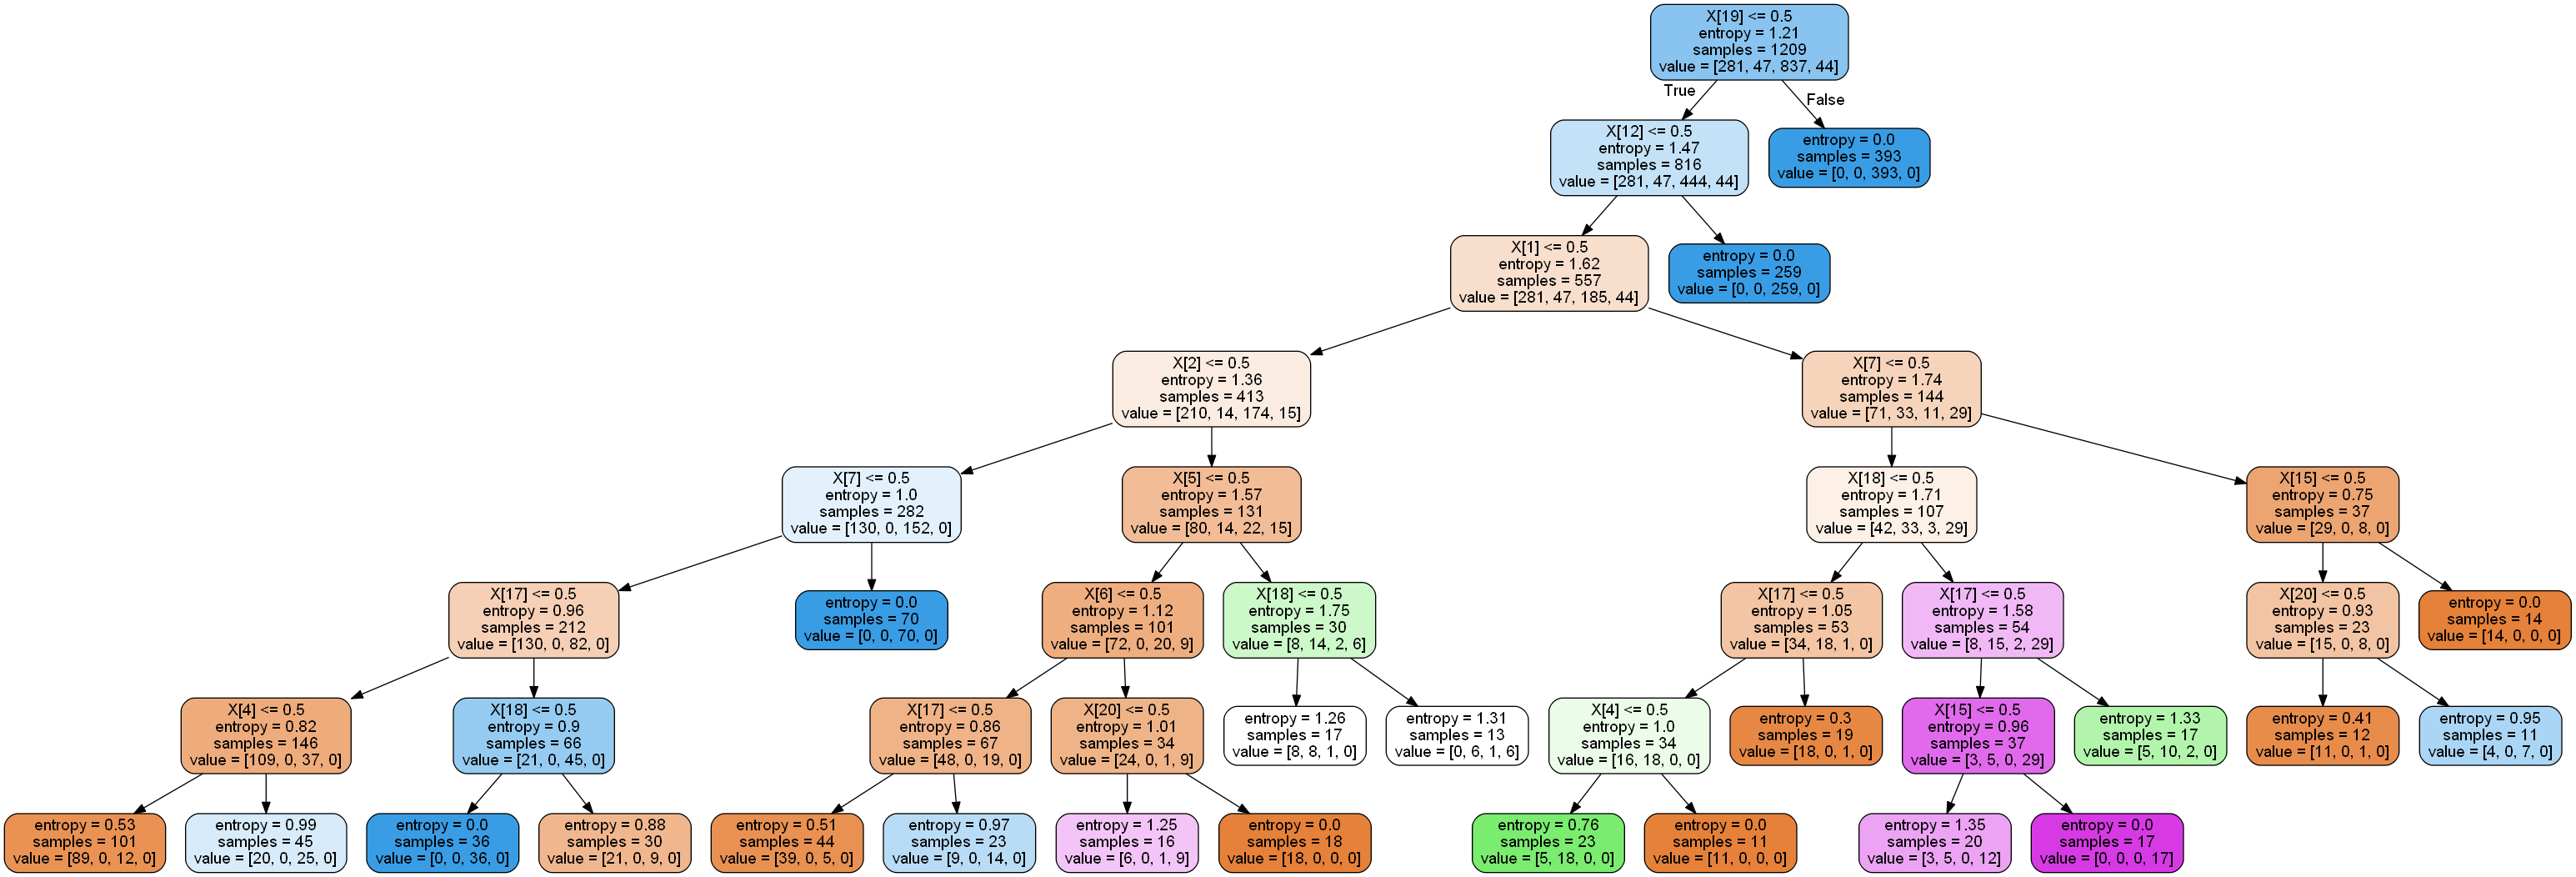 X[19] <= 0.5
entropy = 1.21
samples = 1209
value = [281, 47, 837, 44]
True
False
X[12] <= 0.5
entropy = 1.47
samples = 816
value = [281, 47, 444, 44]
entropy = 0.0
samples = 393
value = [0, 0, 393, 0]
X[1] <= 0.5
entropy = 1.62
samples = 557
value = [281, 47, 185, 44]
entropy = 0.0
samples = 259
value = [0, 0, 259, 0]
X[2] <= 0.5
entropy = 1.36
samples = 413
value = [210, 14, 174, 15]
X[7] <= 0.5
entropy = 1.74
samples = 144
value = [71, 33, 11, 29]
X[7] <= 0.5
entropy = 1.0
samples = 282
value = [130, 0, 152, 0]
X[5] <= 0.5
entropy = 1.57
samples = 131
value = [80, 14, 22, 15]
X[18] <= 0.5
entropy = 1.71
samples = 107
value = [42, 33, 3, 29]
X[15] <= 0.5
entropy = 0.75
samples = 37
value = [29, 0, 8, 0]
X[17] <= 0.5
entropy = 0.96
samples = 212
value = [130, 0, 82, 0]
entropy = 0.0
samples = 70
value = [0, 0, 70, 0]
X[6] <= 0.5
entropy = 1.12
samples = 101
value = [72, 0, 20, 9]
X[18] <= 0.5
entropy = 1.75
samples = 30
value = [8, 14, 2, 6]
X[17] <= 0.5
entropy = 1.05
samples = 53
value = [34, 18, 1, 0]
X[17] <= 0.5
entropy = 1.58
samples = 54
value = [8, 15, 2, 29]
X[20] <= 0.5
entropy = 0.93
samples = 23
value = [15, 0, 8, 0]
entropy = 0.0
samples = 14
value = [14, 0, 0, 0]
X[4] <= 0.5
entropy = 0.82
samples = 146
value = [109, 0, 37, 0]
X[18] <= 0.5
entropy = 0.9
samples = 66
value = [21, 0, 45, 0]
X[17] <= 0.5
entropy = 0.86
samples = 67
value = [48, 0, 19, 0]
X[20] <= 0.5
entropy = 1.01
samples = 34
value = [24, 0, 1, 9]
entropy = 1.26
samples = 17
value = [8, 8, 1, 0]
entropy = 1.31
samples = 13
value = [0, 6, 1, 6]
X[4] <= 0.5
entropy = 1.0
samples = 34
value = [16, 18, 0, 0]
entropy = 0.3
samples = 19
value = [18, 0, 1, 0]
X[15] <= 0.5
entropy = 0.96
samples = 37
value = [3, 5, 0, 29]
entropy = 1.33
samples = 17
value = [5, 10, 2, 0]
entropy = 0.41
samples = 12
value = [11, 0, 1, 0]
entropy = 0.95
samples = 11
value = [4, 0, 7, 0]
entropy = 0.53
samples = 101
value = [89, 0, 12, 0]
entropy = 0.99
samples = 45
value = [20, 0, 25, 0]
entropy = 0.0
samples = 36
value = [0, 0, 36, 0]
entropy = 0.88
samples = 30
value = [21, 0, 9, 0]
entropy = 0.51
samples = 44
value = [39, 0, 5, 0]
entropy = 0.97
samples = 23
value = [9, 0, 14, 0]
entropy = 1.25
samples = 16
value = [6, 0, 1, 9]
entropy = 0.0
samples = 18
value = [18, 0, 0, 0]
entropy = 0.76
samples = 23
value = [5, 18, 0, 0]
entropy = 0.0
samples = 11
value = [11, 0, 0, 0]
entropy = 1.35
samples = 20
value = [3, 5, 0, 12]
entropy = 0.0
samples = 17
value = [0, 0, 0, 17]